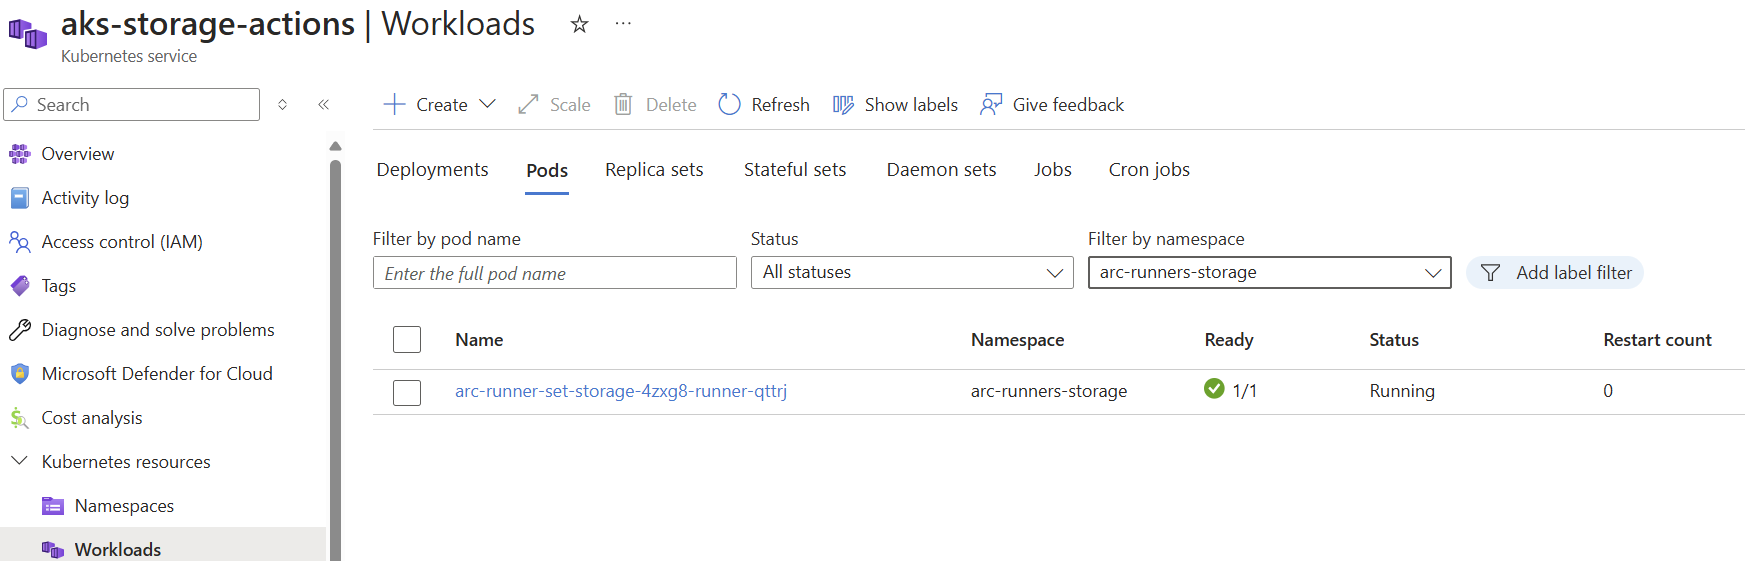 aks-storage-actions | Workloads
Kubernetes service
Search
Create
Scale
Delete
Refresh
Show labels
Give feedback
Overview
Activity log
Access control (IAM)
Tags
Diagnose and solve problems
Microsoft Defender for Cloud
Cost analysis
Kubernetes resources
Namespaces
Workloads
Deployments
Pods
Replica sets
Stateful sets
Daemon sets
Jobs
Cron jobs
Filter by pod name
Enter the full pod name
Status
All statuses
Filter by namespace
arc-runners-storage
Add label filter
Name Namespace Ready Status Restart count
arc-runner-set-storage-4zxg8-runner-qttrj arc-runners-storage 1/1 Running 0